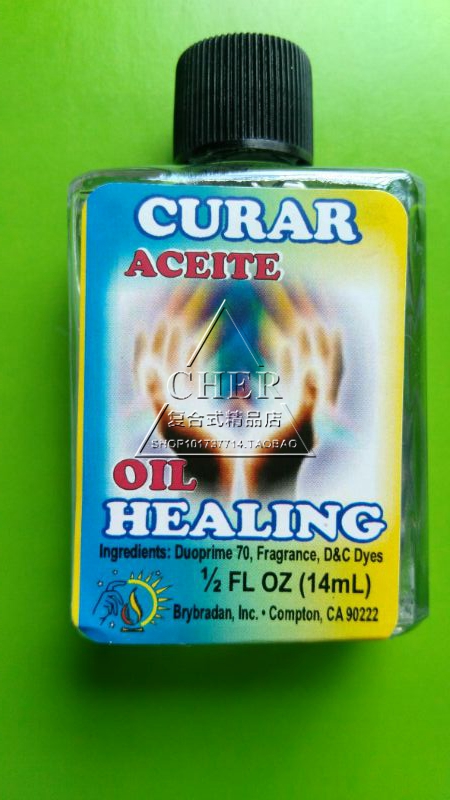 CURAR
ACEITE
CHER
复合式精品店
SHOP101737714.TAOBAO
OIL
HEALING
Ingredients: Duoprime 70, Fragrance, D&C Dyes
½ FL OZ (14mL)
Brybradan, Inc. • Compton, CA 90222